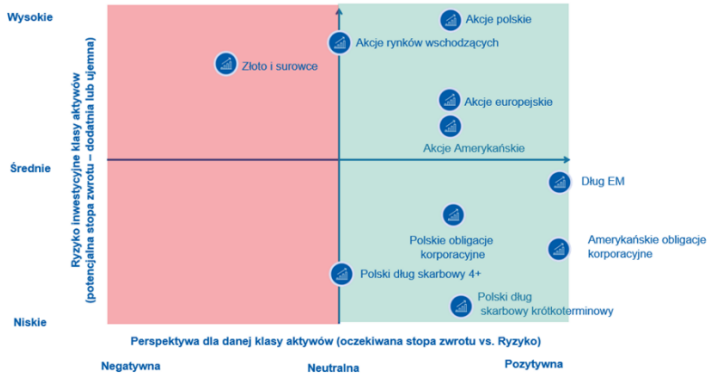 Wysokie
Akcje polskie
Akcje rynków wschodzących
Złoto i surowce
Akcje europejskie
Akcje Amerykańskie
Ryzyko inwestycyjne klasy aktywów
(potencjalna stopa zwrotu – dodatnia lub ujemna)
Średnie
Dług EM
Polskie obligacje
korporacyjne
Amerykańskie obligacje
korporacyjne
Polski dług skarbowy 4+
Polski dług
skarbowy krótkoterminowy
Niskie
Perspektywa dla danej klasy aktywów (oczekiwana stopa zwrotu vs. Ryzyko)
Negatywna
Neutralna
Pozytywna